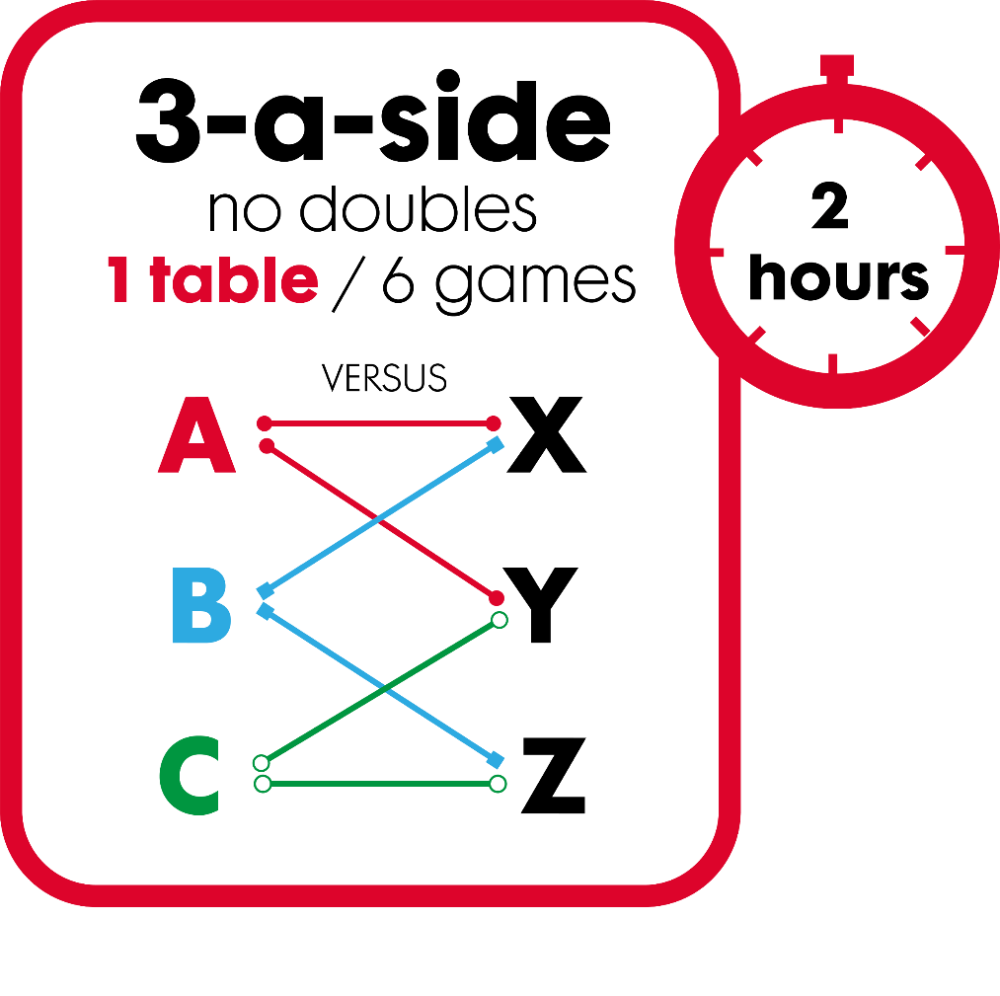 3-a-side
no doubles
1 table / 6 games
2
hours
VERSUS
A X
B Y
C Z